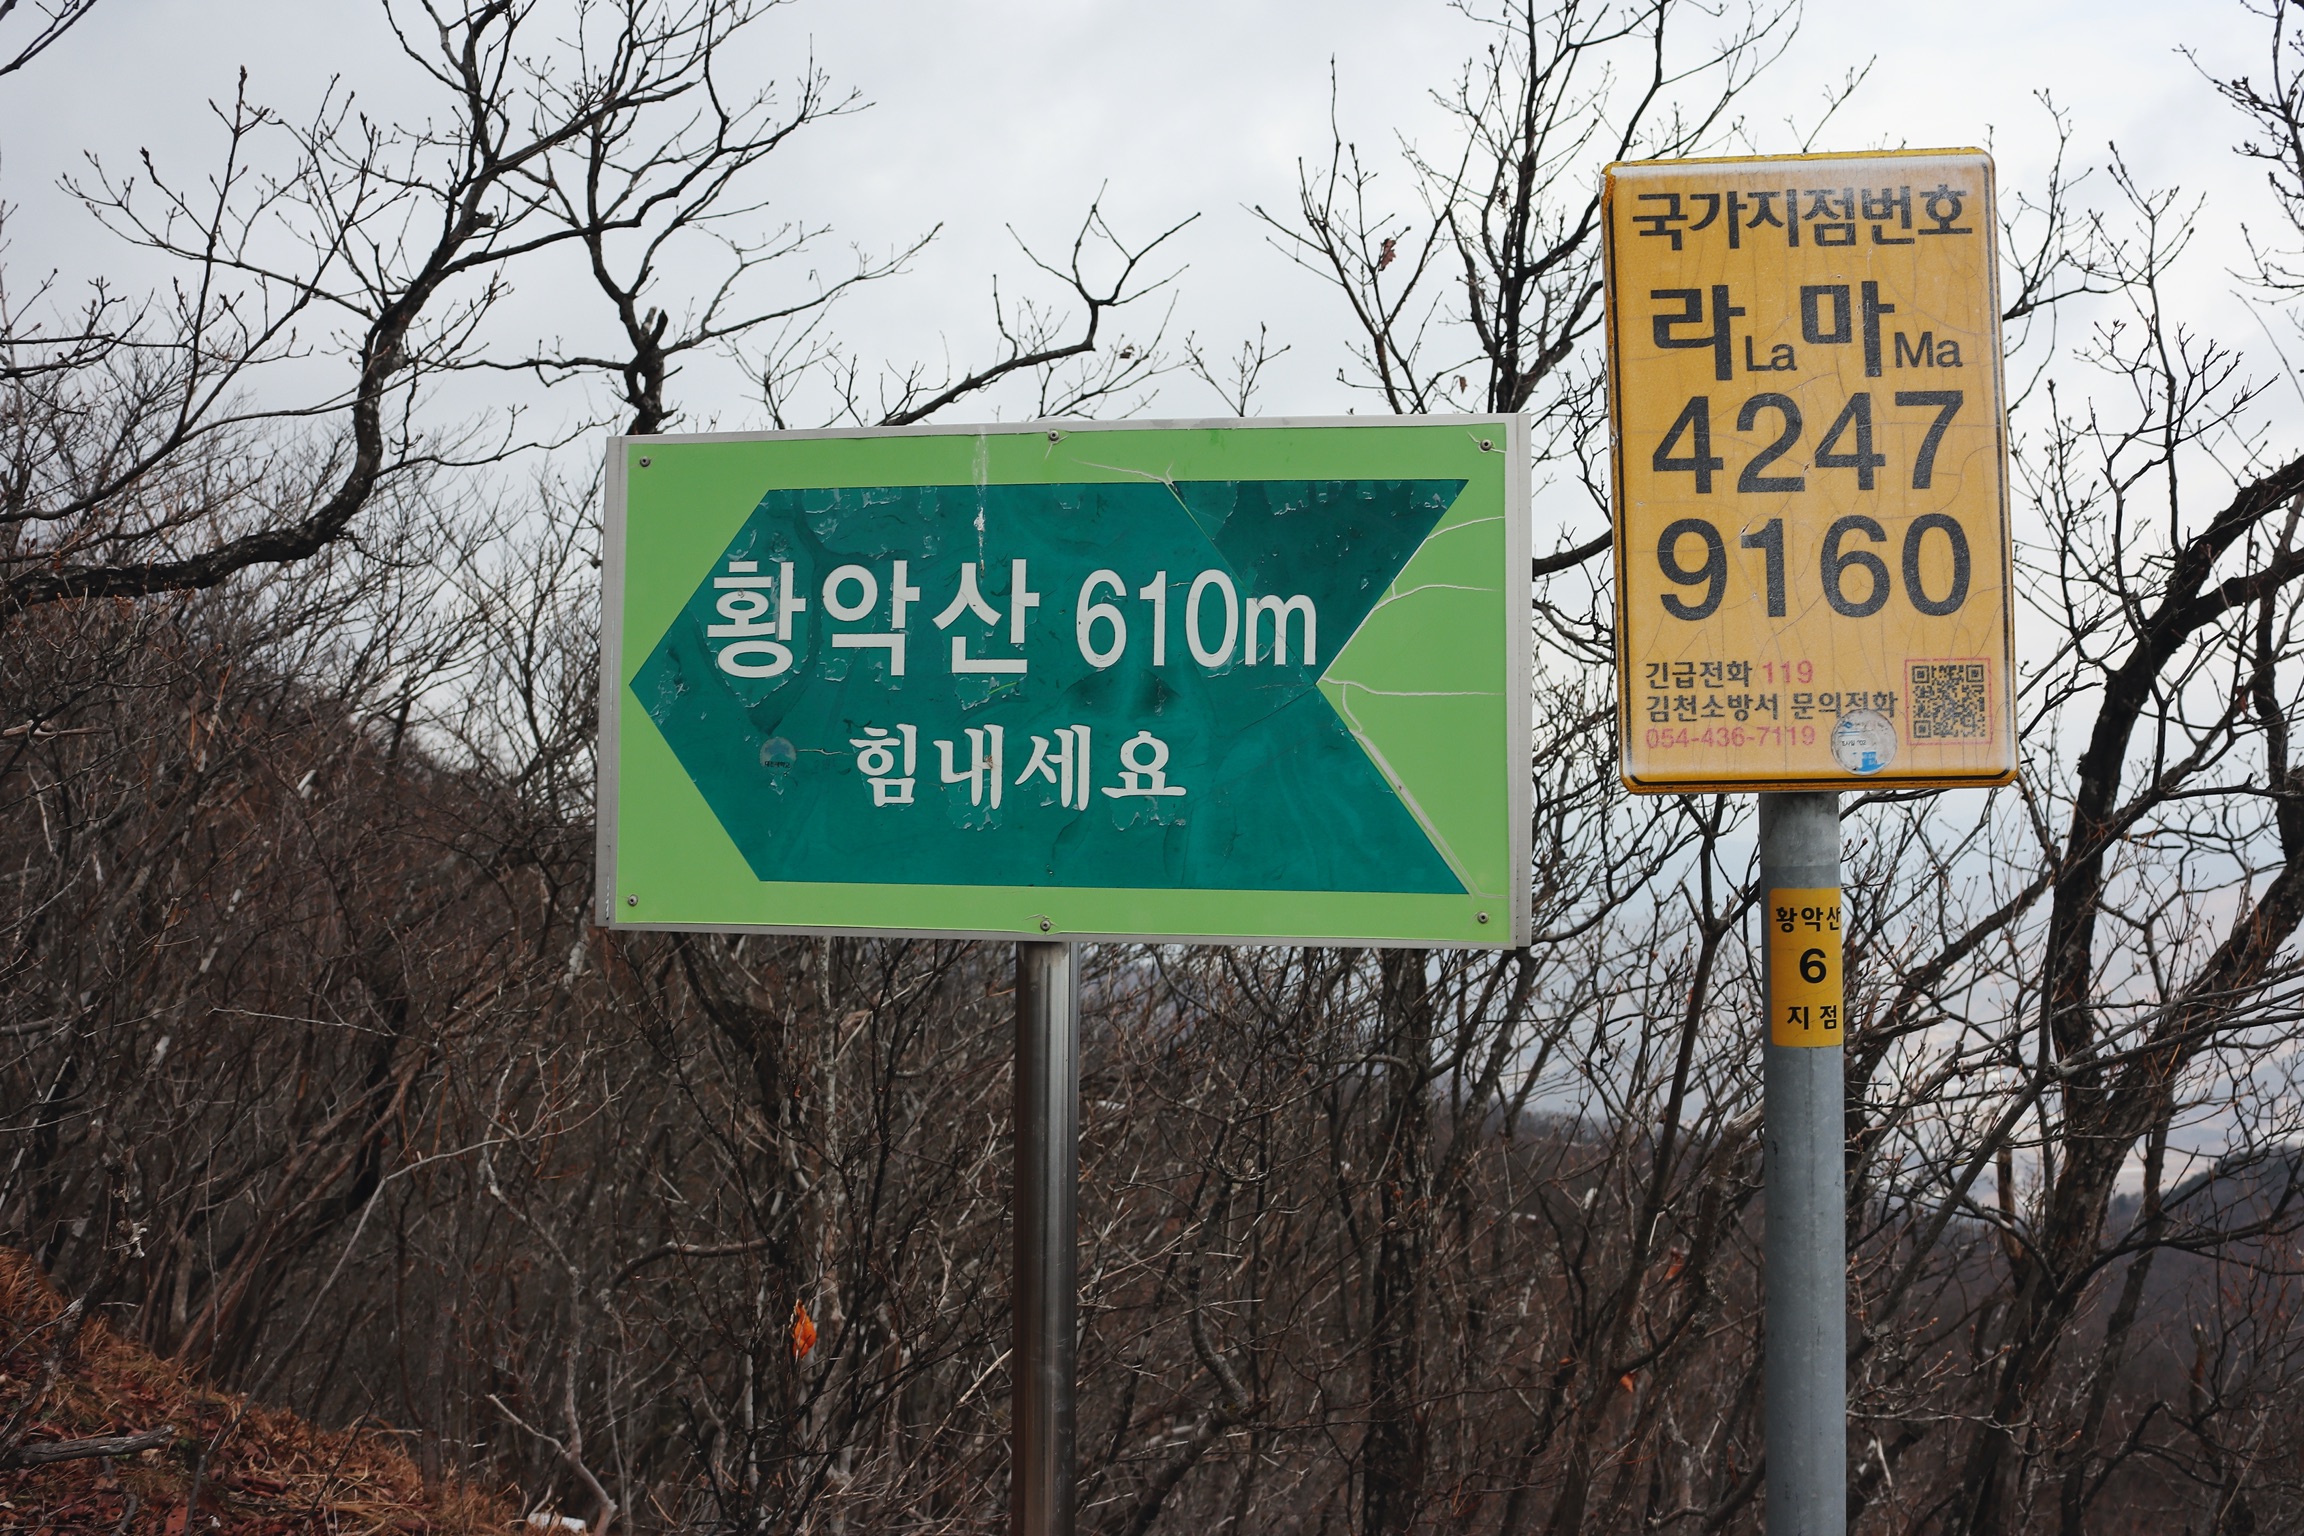 황악산 610m
힘내세요
국가지점번호
라La 마Ma
4247
9160
긴급전화 119
김천소방서 문의전화
054-436-7119
황악산
6
지점